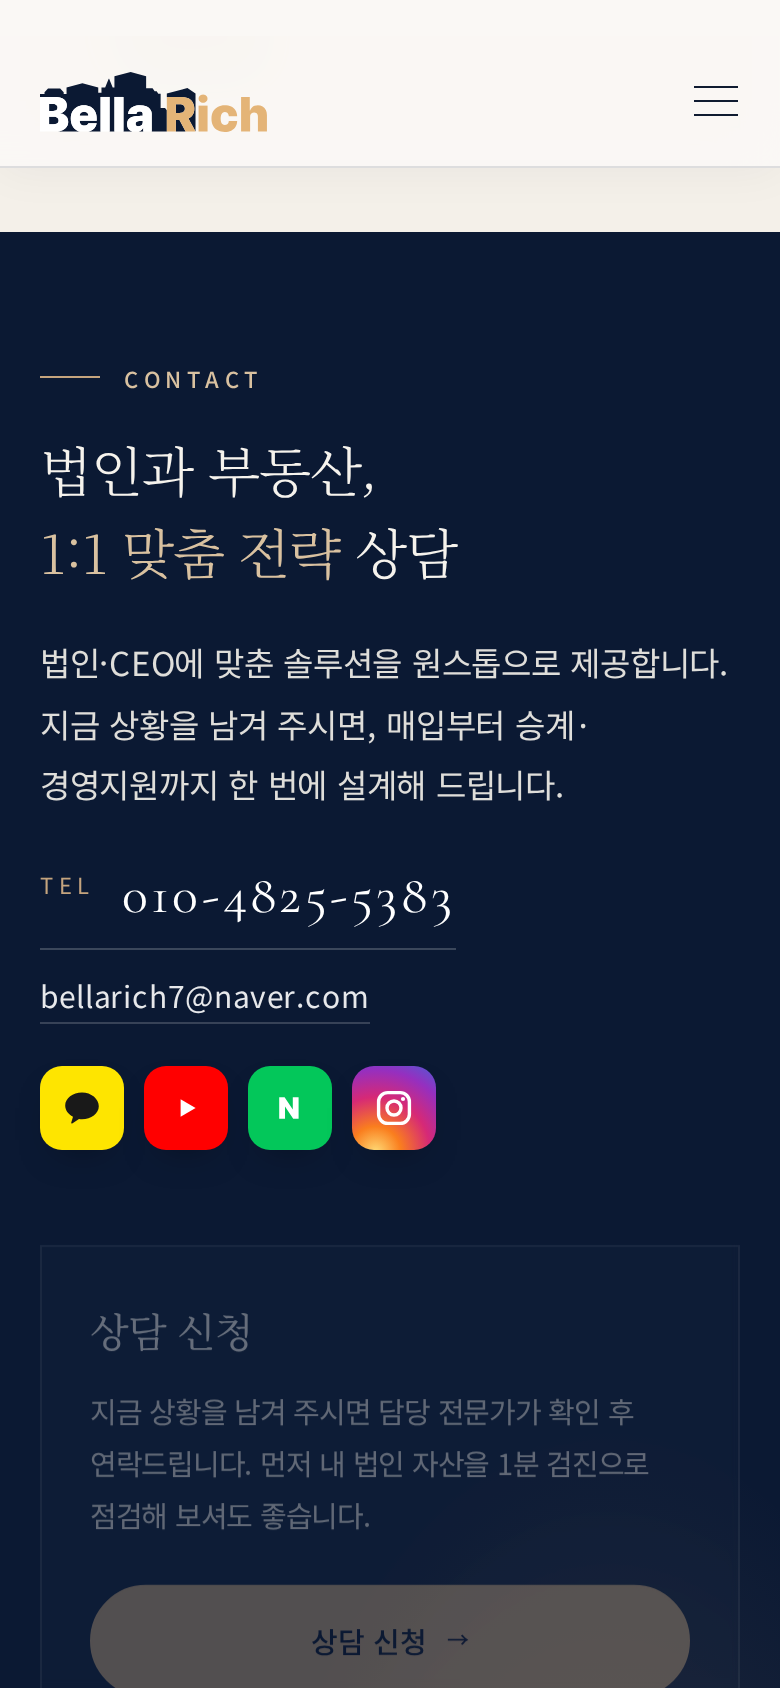 Bella Rich
CONTACT
법인과 부동산,
1:1 맞춤 전략 상담
법인·CEO에 맞춘 솔루션을 원스톱으로 제공합니다.
지금 상황을 남겨 주시면, 매입부터 승계·
경영지원까지 한 번에 설계해 드립니다.
TEL 010-4825-5383
bellarich7@naver.com
N
상담 신청
지금 상황을 남겨 주시면 담당 전문가가 확인 후
연락드립니다. 먼저 내 법인 자산을 1분 검진으로
점검해 보셔도 좋습니다.
상담 신청 →